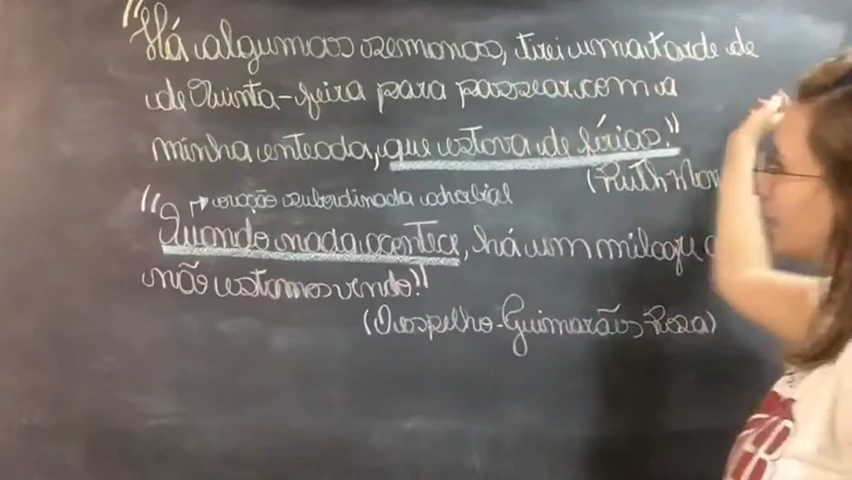 "Há algumas semanas, tirei uma tarde de
de Quinta-feira para passear com a
minha enteada, que estava de férias."
(Ruth
↱ oração subordinada adverbial
"Quando nada acontece, há um milagre
não estamos vendo."
(O espelho - Guimarães Rosa)